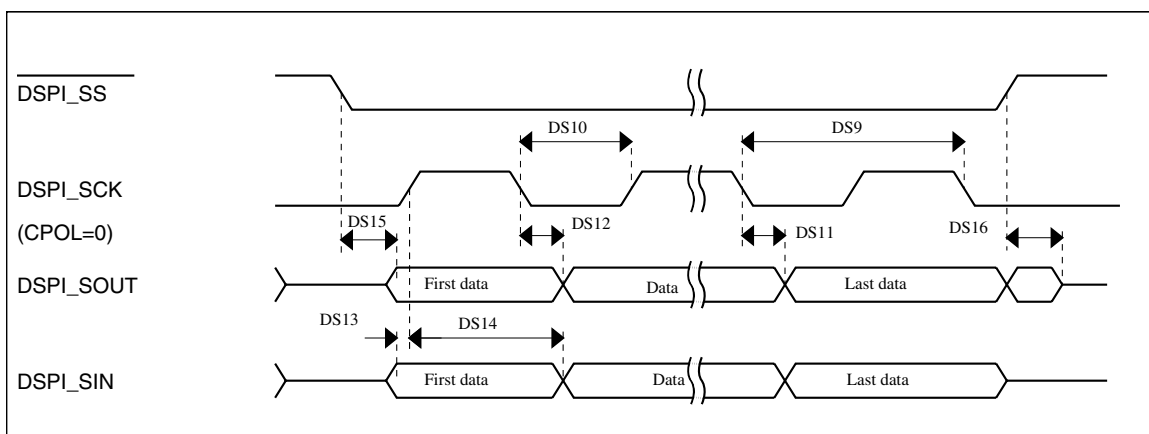 DSPI_SS
DS10
DS9
DSPI_SCK
(CPOL=0)
DS15
DS12
DS11
DS16
DSPI_SOUT
First data
Data
Last data
DS13
DS14
DSPI_SIN
First data
Data
Last data